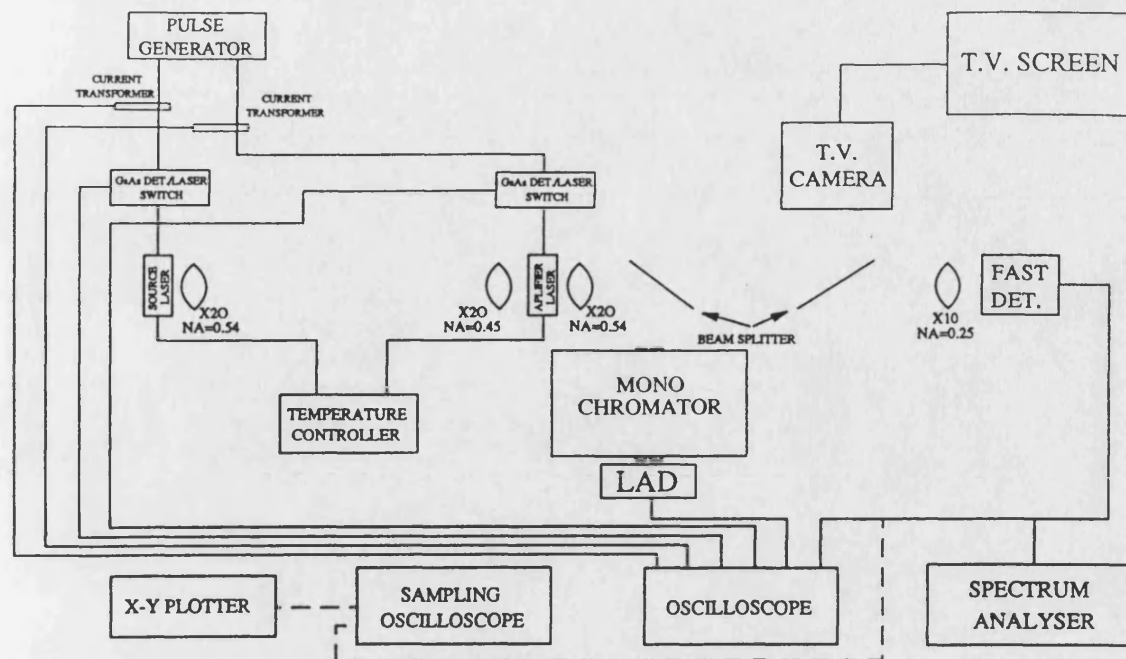 PULSE
GENERATOR
T.V. SCREEN
CURRENT
TRANSFORMER
CURRENT
TRANSFORMER
T.V.
CAMERA
GaAs DET/LASER
SWITCH
GaAs DET/LASER
SWITCH
SOURCE
LASER
X20
NA=0.54
X20
NA=0.45
APLIFIER
LASER
X20
NA=0.54
BEAM SPLITTER
X10
NA=0.25
FAST
DET.
MONO
CHROMATOR
TEMPERATURE
CONTROLLER
LAD
X-Y PLOTTER
SAMPLING
OSCILLOSCOPE
OSCILLOSCOPE
SPECTRUM
ANALYSER